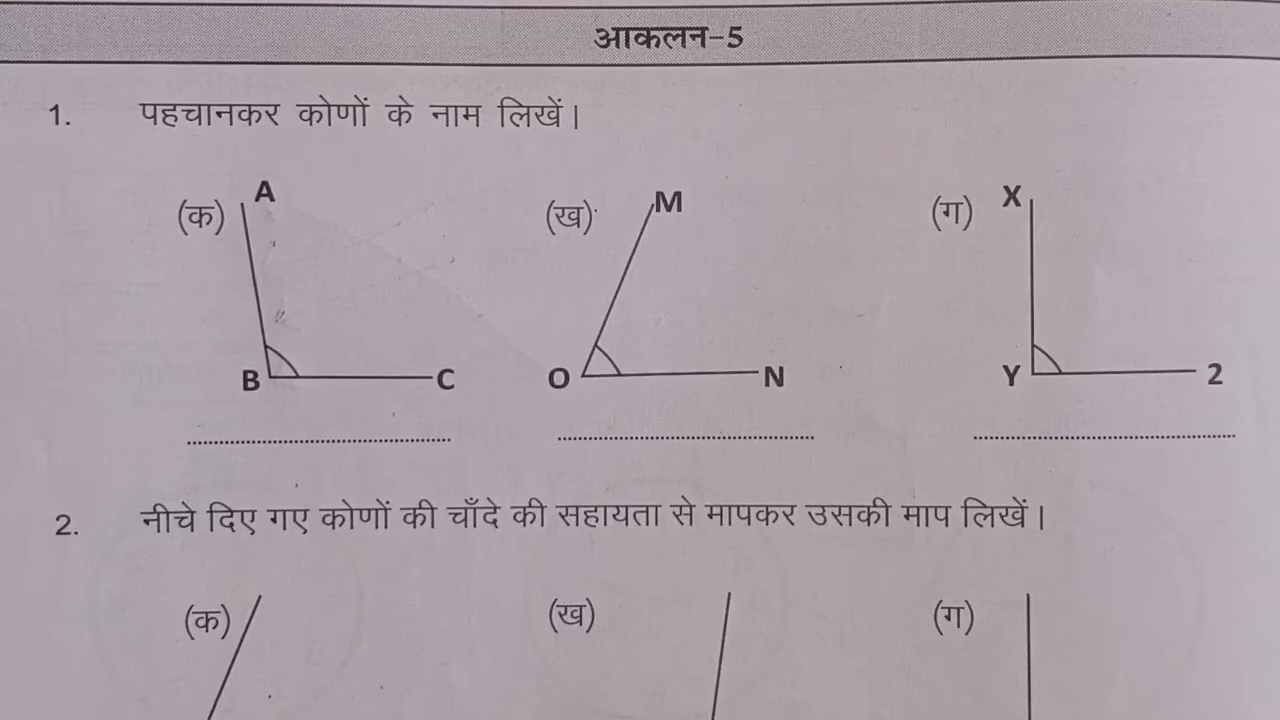 आकलन–5
1. पहचानकर कोणों के नाम लिखें।
(क) A B C
(ख) M O N
(ग) X Y 2
2. नीचे दिए गए कोणों की चाँदे की सहायता से मापकर उसकी माप लिखें।
(क) (ख) (ग)